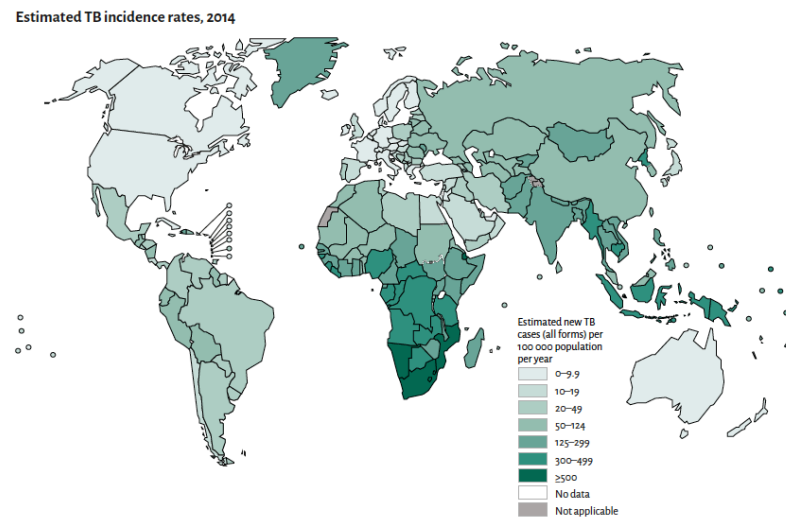 Estimated TB incidence rates, 2014
Estimated new TB
cases (all forms) per
100 000 population
per year
0–9.9
10–19
20–49
50–124
125–299
300–499
≥500
No data
Not applicable